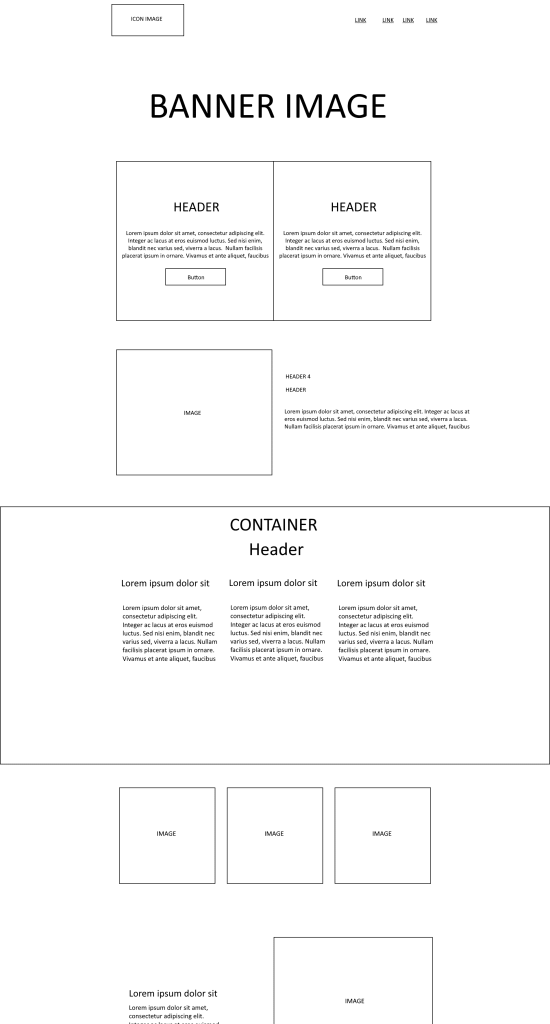 ICON IMAGE
LINK LINK LINK LINK
BANNER IMAGE
HEADER
Lorem ipsum dolor sit amet, consectetur adipiscing elit.
Integer ac lacus at eros euismod luctus. Sed nisi enim,
blandit nec varius sed, viverra a lacus.  Nullam facilisis
placerat ipsum in ornare. Vivamus et ante aliquet, faucibus
Button
HEADER
Lorem ipsum dolor sit amet, consectetur adipiscing elit.
Integer ac lacus at eros euismod luctus. Sed nisi enim,
blandit nec varius sed, viverra a lacus.  Nullam facilisis
placerat ipsum in ornare. Vivamus et ante aliquet, faucibus
Button
IMAGE
HEADER 4
HEADER
Lorem ipsum dolor sit amet, consectetur adipiscing elit. Integer ac lacus at
eros euismod luctus. Sed nisi enim, blandit nec varius sed, viverra a lacus.
Nullam facilisis placerat ipsum in ornare. Vivamus et ante aliquet, faucibus
CONTAINER
Header
Lorem ipsum dolor sit
Lorem ipsum dolor sit amet,
consectetur adipiscing elit.
Integer ac lacus at eros euismod
luctus. Sed nisi enim, blandit nec
varius sed, viverra a lacus. Nullam
facilisis placerat ipsum in ornare.
Vivamus et ante aliquet, faucibus
Lorem ipsum dolor sit
Lorem ipsum dolor sit amet,
consectetur adipiscing elit.
Integer ac lacus at eros euismod
luctus. Sed nisi enim, blandit nec
varius sed, viverra a lacus. Nullam
facilisis placerat ipsum in ornare.
Vivamus et ante aliquet, faucibus
Lorem ipsum dolor sit
Lorem ipsum dolor sit amet,
consectetur adipiscing elit.
Integer ac lacus at eros euismod
luctus. Sed nisi enim, blandit nec
varius sed, viverra a lacus. Nullam
facilisis placerat ipsum in ornare.
Vivamus et ante aliquet, faucibus
IMAGE
IMAGE
IMAGE
Lorem ipsum dolor sit
Lorem ipsum dolor sit amet,
consectetur adipiscing elit.
IMAGE